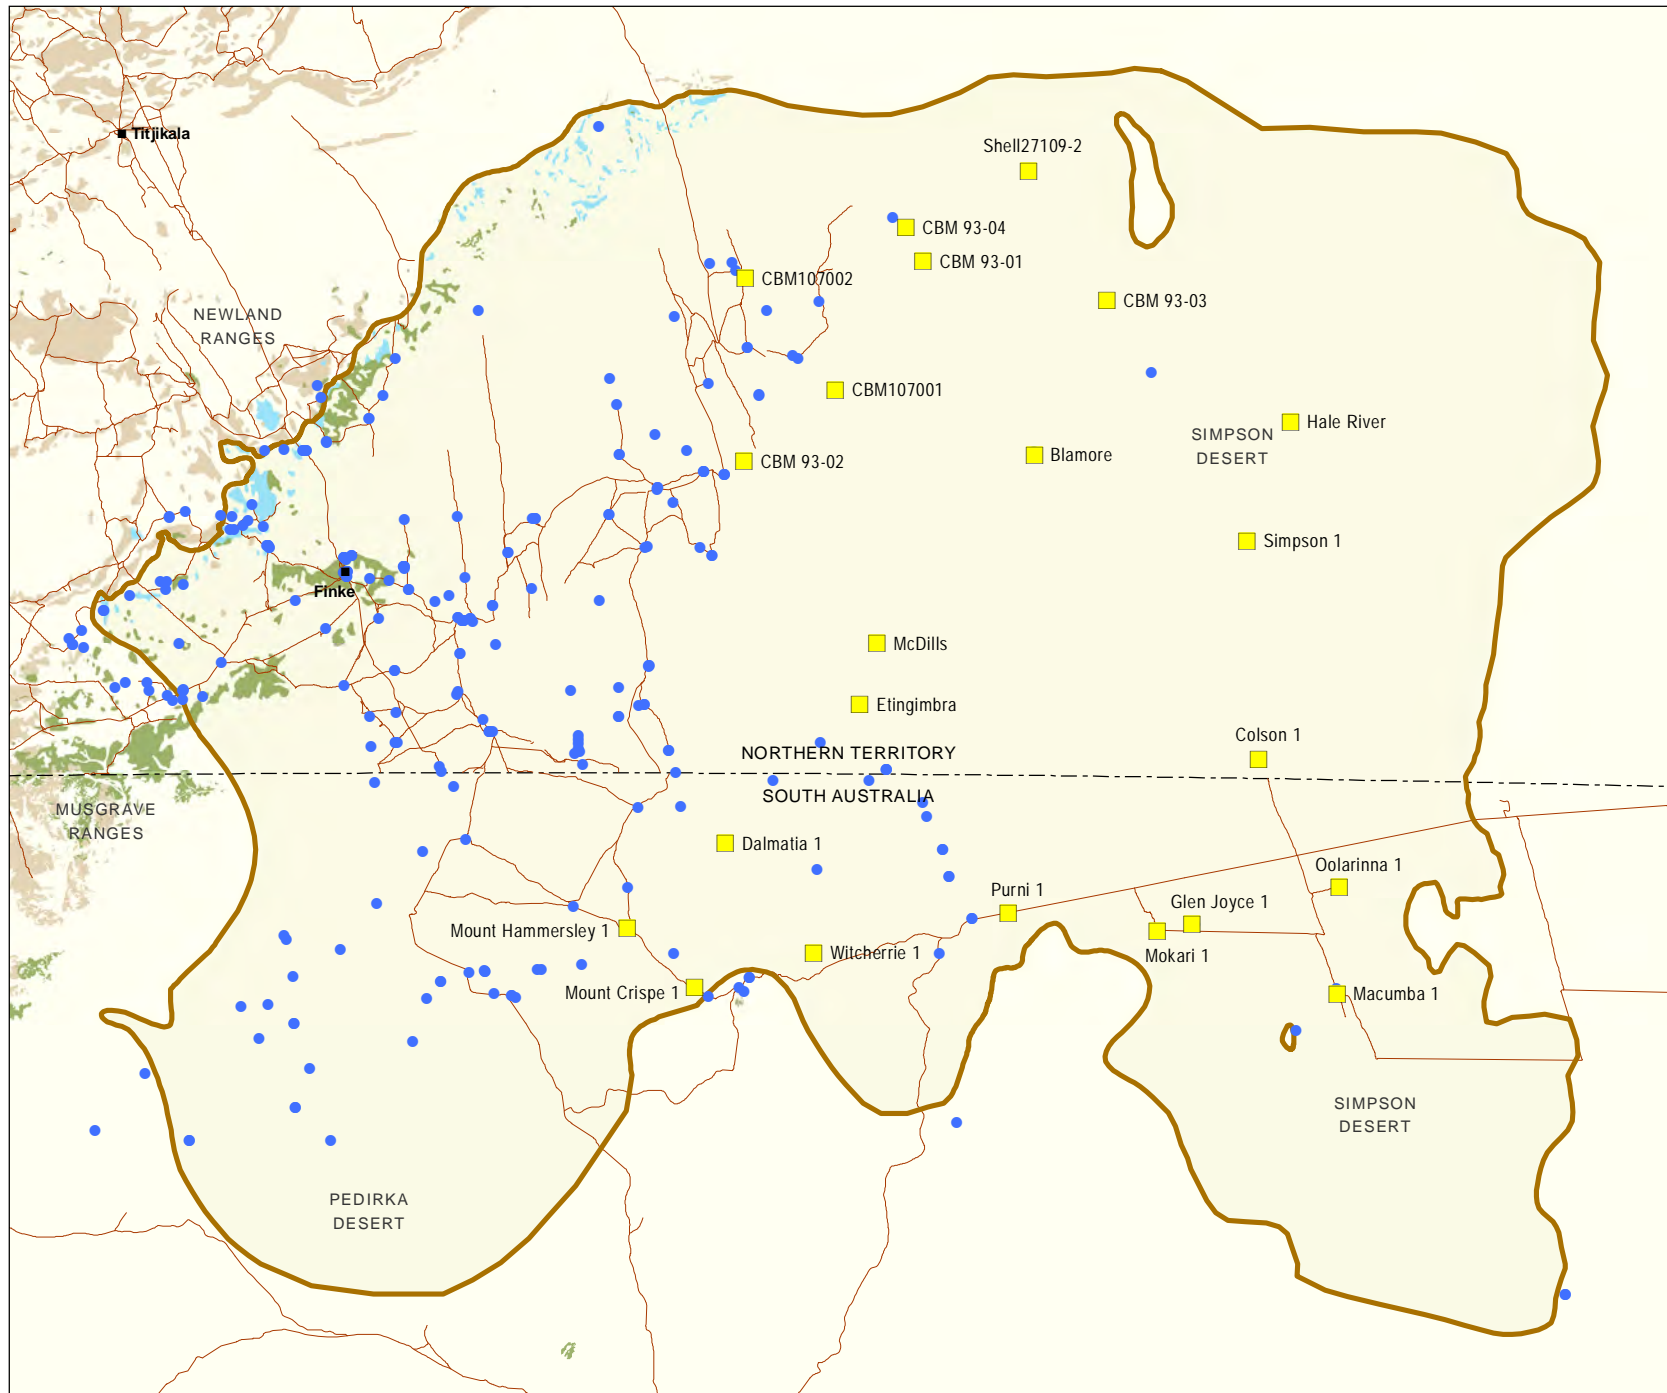 Titjikala
Shell27109-2
CBM 93-04
CBM 93-01
CBM107002
CBM 93-03
NEWLAND
RANGES
CBM107001
Hale River
SIMPSON
DESERT
Blamore
CBM 93-02
Simpson 1
Finke
McDills
Etingimbra
Colson 1
NORTHERN TERRITORY
SOUTH AUSTRALIA
MUSGRAVE
RANGES
Dalmatia 1
Oolarinna 1
Purni 1
Glen Joyce 1
Mount Hammersley 1
Witcherrie 1
Mokari 1
Mount Crispe 1
Macumba 1
SIMPSON
DESERT
PEDIRKA
DESERT